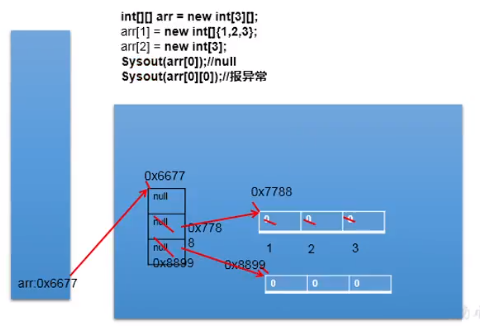 int[][] arr = new int[3][];
arr[1] = new int[]{1,2,3};
arr[2] = new int[3];
Sysout(arr[0]);//null
Sysout(arr[0][0]);//报异常
0x6677
0x7788
null
null
0x778
8
0 0 0
1 2 3
null
0x8899
0x8899
0 0 0
arr:0x6677